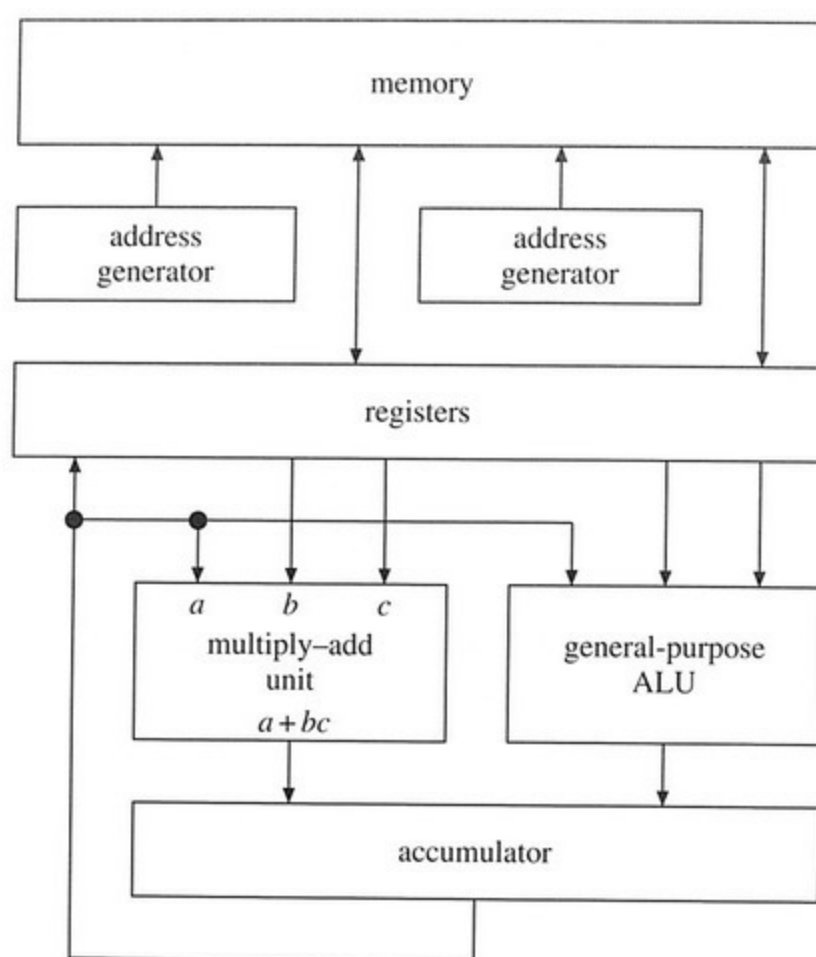 memory
address
generator
address
generator
registers
a b c
multiply–add
unit
a + bc
general-purpose
ALU
accumulator